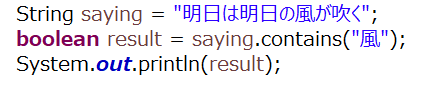 String saying = "明日は明日の風が吹く";
boolean result = saying.contains("風");
System.out.println(result);